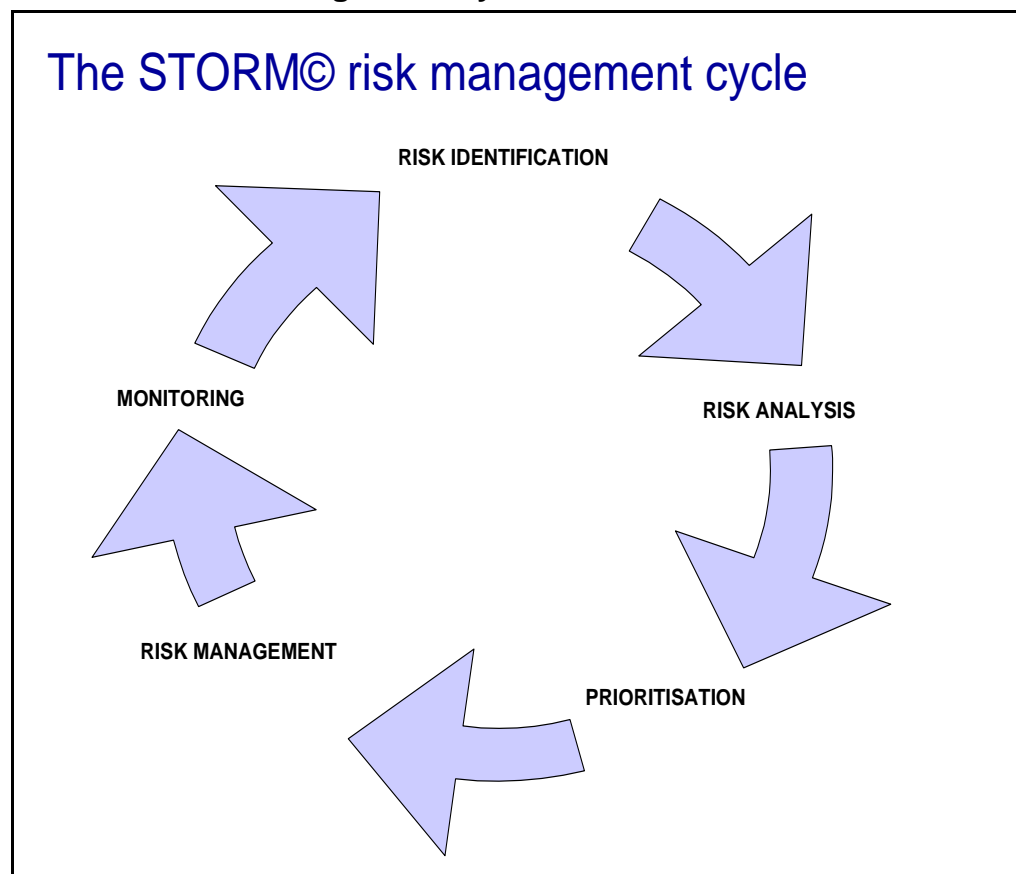 The STORM© risk management cycle
RISK IDENTIFICATION
MONITORING
RISK ANALYSIS
RISK MANAGEMENT
PRIORITISATION